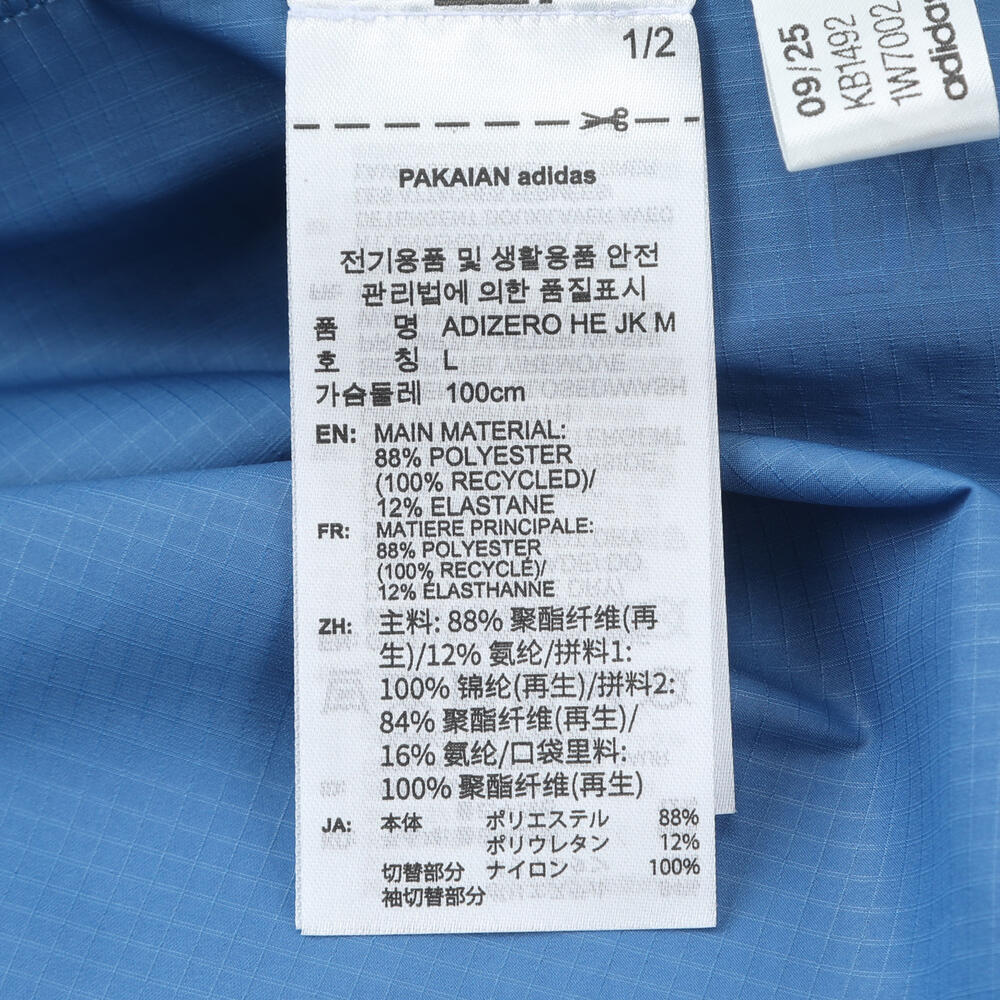 1/2
09/25
KB1492
1W7002
adidas
PAKAIAN adidas
전기용품 및 생활용품 안전
관리법에 의한 품질표시
품 명 ADIZERO HE JK M
호 칭 L
가슴둘레 100cm
EN: MAIN MATERIAL:
88% POLYESTER
(100% RECYCLED)/
12% ELASTANE
FR: MATIERE PRINCIPALE:
88% POLYESTER
(100% RECYCLÉ)/
12% ÉLASTHANNE
ZH: 主料: 88% 聚酯纤维(再
生)/12% 氨纶/拼料1:
100% 锦纶(再生)/拼料2:
84% 聚酯纤维(再生)/
16% 氨纶/口袋里料:
100% 聚酯纤维(再生)
JA: 本体 ポリエステル 88%
ポリウレタン 12%
切替部分 ナイロン 100%
袖切替部分